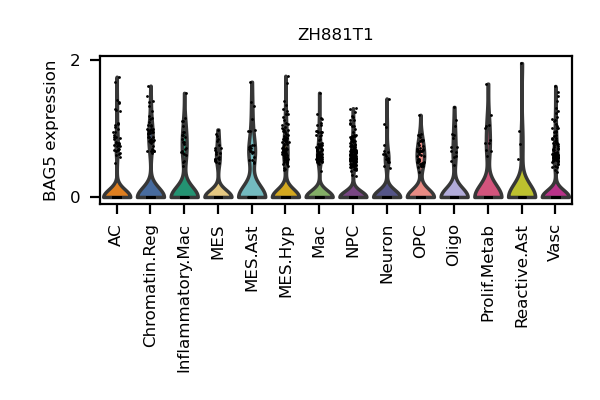 ZH881T1
BAG5 expression
2
0
AC
Chromatin.Reg
Inflammatory.Mac
MES
MES.Ast
MES.Hyp
Mac
NPC
Neuron
OPC
Oligo
Prolif.Metab
Reactive.Ast
Vasc